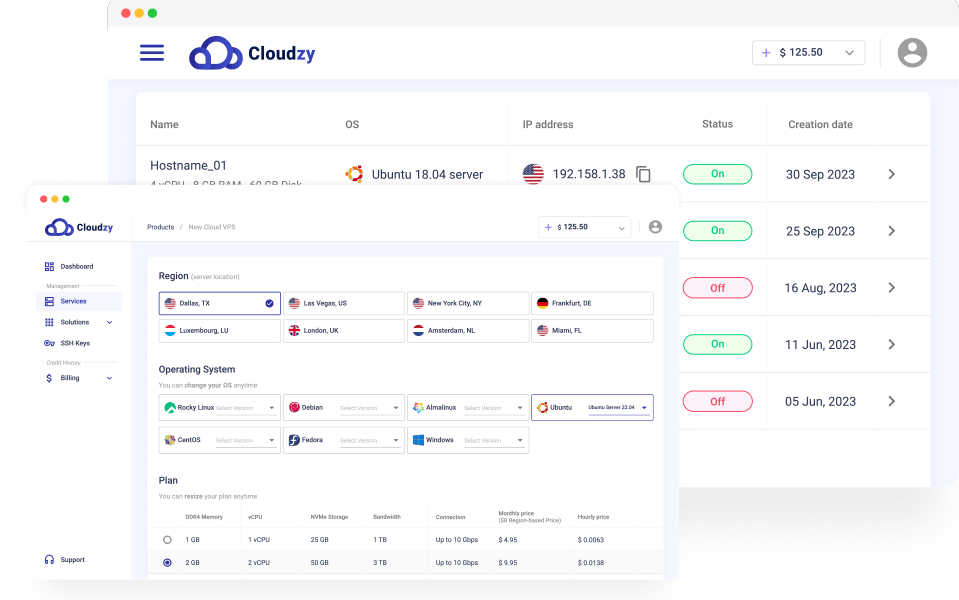 Cloudzy
+ $ 125.50
Name OS IP address Status Creation date
Hostname_01
4 vCPU 8 GB RAM 60 GB Disk
Ubuntu 18.04 server 192.158.1.38 On 30 Sep 2023
On 25 Sep 2023
Off 16 Aug, 2023
On 11 Jun, 2023
Off 05 Jun, 2023
Cloudzy
Products / New Cloud VPS
+ $ 125.50
Dashboard
Management
Services
Solutions
SSH Keys
Credit History
$ Billing
Support
Region (server location)
Dallas, TX Las Vegas, US New York City, NY Frankfurt, DE
Luxembourg, LU London, UK Amsterdam, NL Miami, FL
Operating System
You can change your OS anytime
Rocky Linux Select Version Debian Select Version Almalinux Select Version Ubuntu Ubuntu Server 22.04
CentOS Select Version Fedora Select Version Windows Select Version
Plan
You can resize your plan anytime
DDR4 Memory vCPU NVMe Storage Bandwidth Connection Monthly price Hourly price
($0 Region-based Price)
1 GB 1 vCPU 25 GB 1 TB Up to 10 Gbps $ 4.95 $ 0.0063
2 GB 2 vCPU 50 GB 3 TB Up to 10 Gbps $ 9.95 $ 0.0138